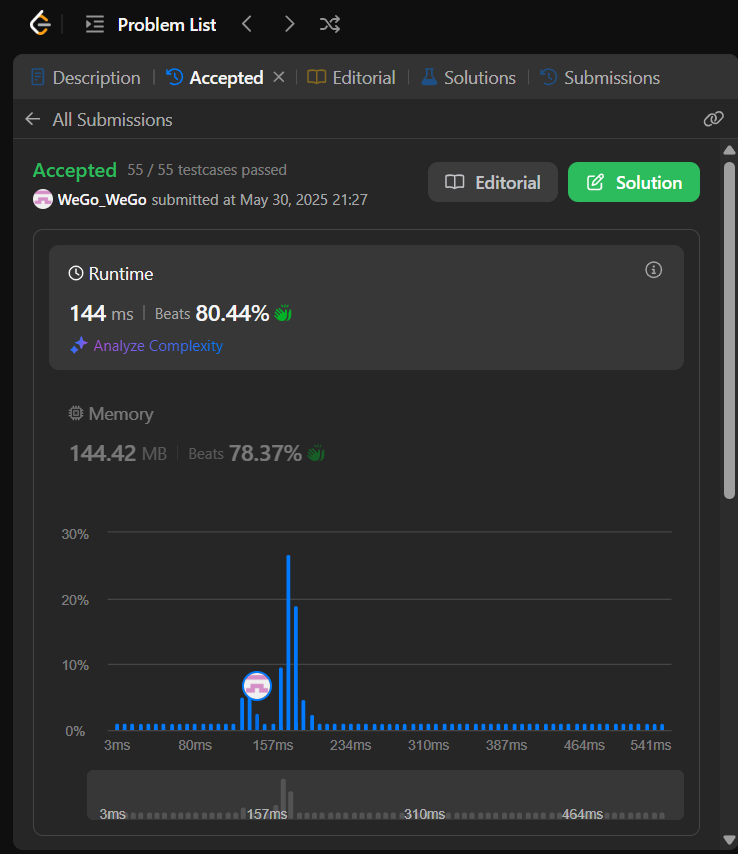 Problem List
Description Accepted Editorial Solutions Submissions
All Submissions
Accepted 55 / 55 testcases passed
WeGo_WeGo submitted at May 30, 2025 21:27
Editorial
Solution
Runtime
144 ms Beats 80.44%
Analyze Complexity
Memory
144.42 MB Beats 78.37%
30%
20%
10%
0%
3ms 80ms 157ms 234ms 310ms 387ms 464ms 541ms
3ms 157ms 310ms 464ms